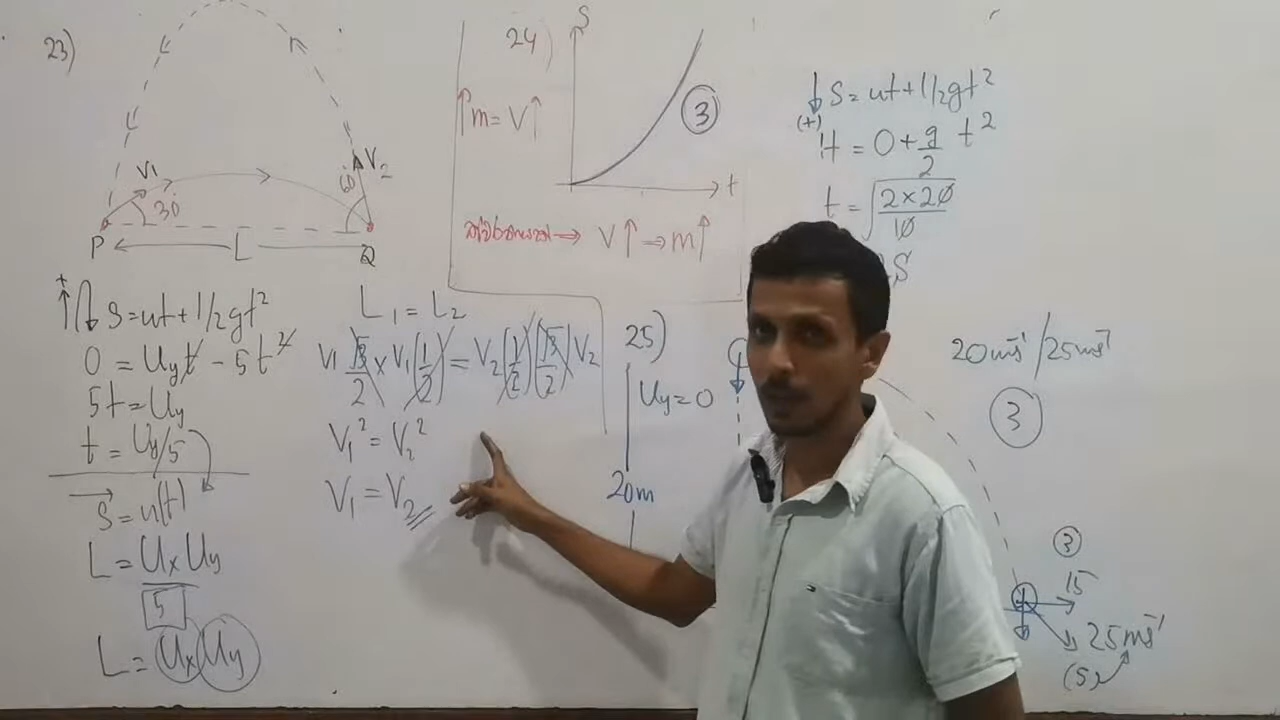 23)
V1
30
60
V2
P
L
Q
+
S = ut + 1/2 gt²
0 = Uyt - 5t²
5t = Uy
t = Uy/5
S = u(t)
L = Ux Uy
5
L = Ux Uy
L₁ = L₂
V1 √3/2 × V1 (1/2) = V2 (1/2) (√3/2) V2
V₁² = V₂²
V₁ = V₂
24)
S
↑m = V↑
3
t
→ V↑ ⇒ m↑
↓ S = ut + 1/2 gt²
(+)
H = 0 + g/2 t²
t = √(2 × 20/10)
S
25)
Uy = 0
20m
20ms⁻¹/25ms⁻¹
3
3
15
25ms⁻¹
(5)